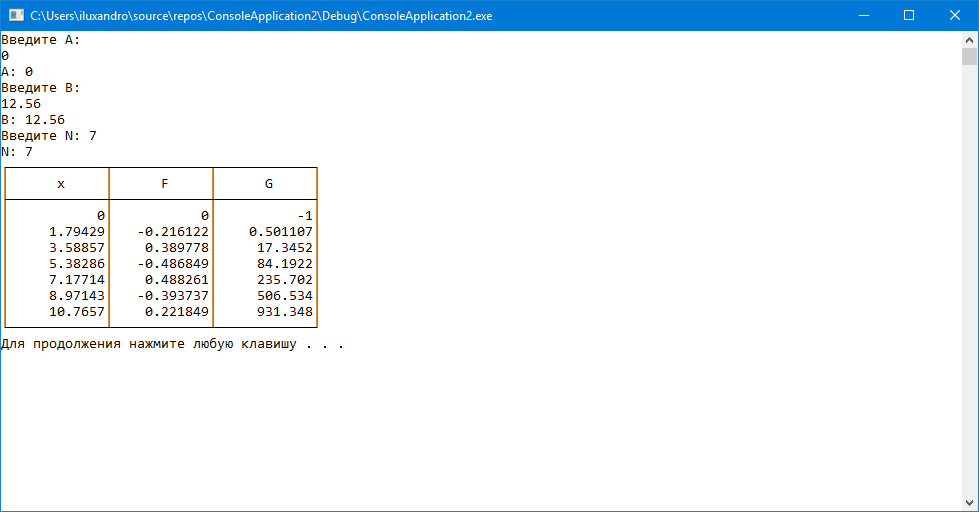 C:\Users\iluxandro\source\repos\ConsoleApplication2\Debug\ConsoleApplication2.exe
Введите A:
0
A: 0
Введите B:
12.56
B: 12.56
Введите N: 7
N: 7
x F G
0 0 -1
1.79429 -0.216122 0.501107
3.58857 0.389778 17.3452
5.38286 -0.486849 84.1922
7.17714 0.488261 235.702
8.97143 -0.393737 506.534
10.7657 0.221849 931.348
Для продолжения нажмите любую клавишу . . .